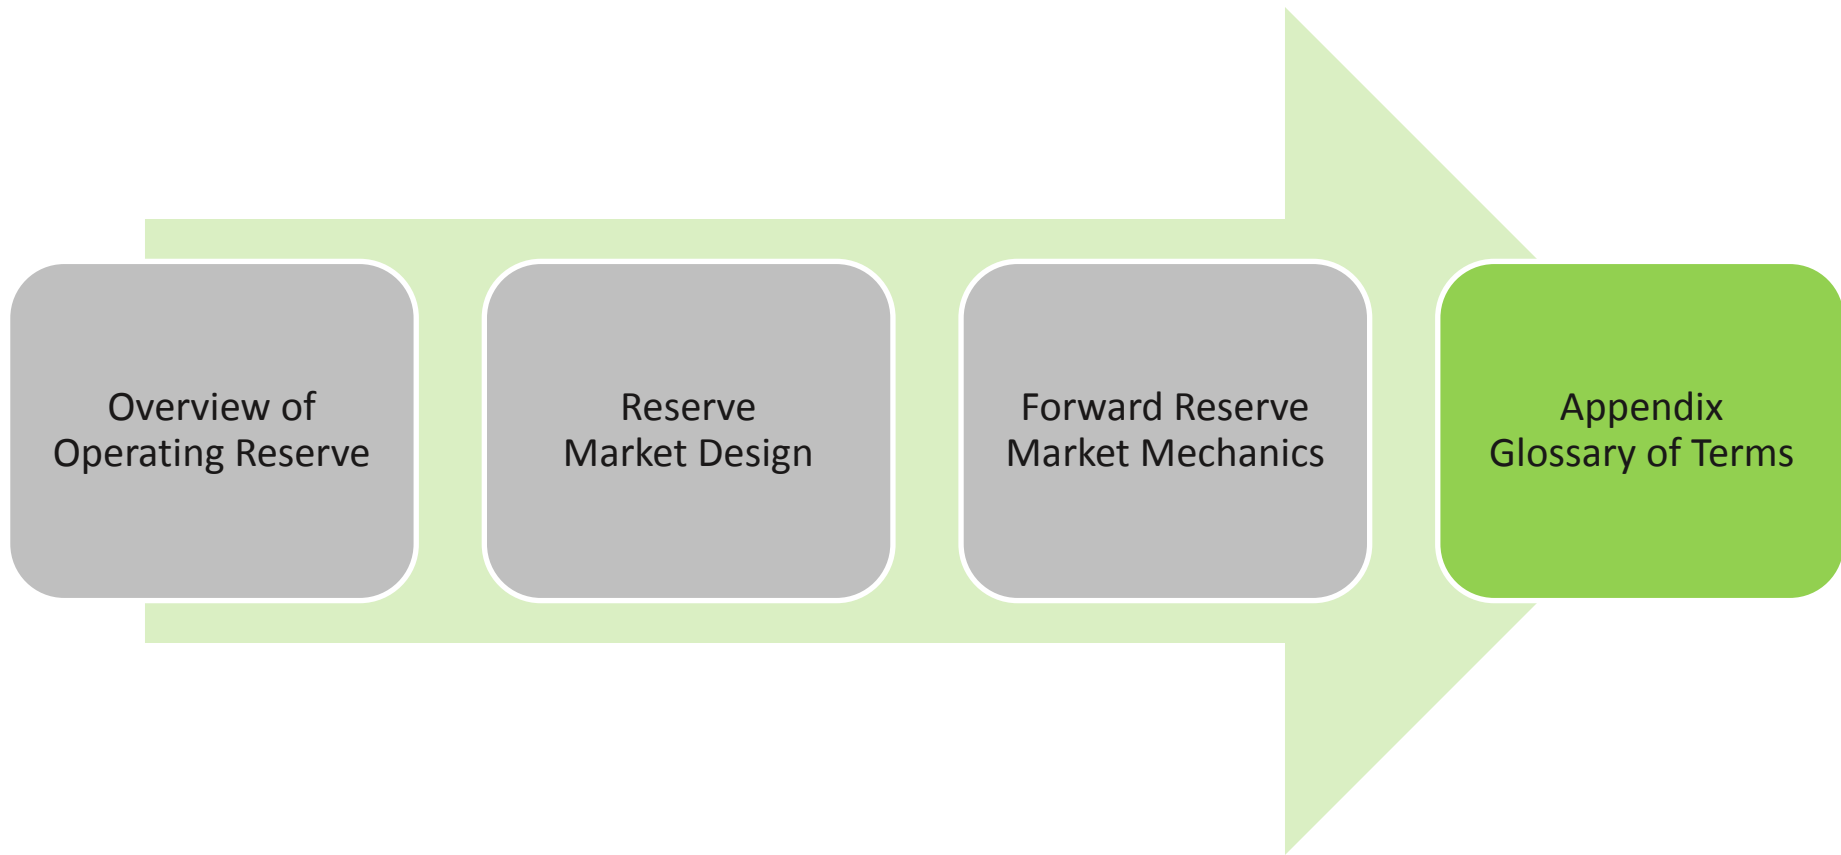 Overview of
Operating Reserve
Reserve
Market Design
Forward Reserve
Market Mechanics
Appendix
Glossary of Terms